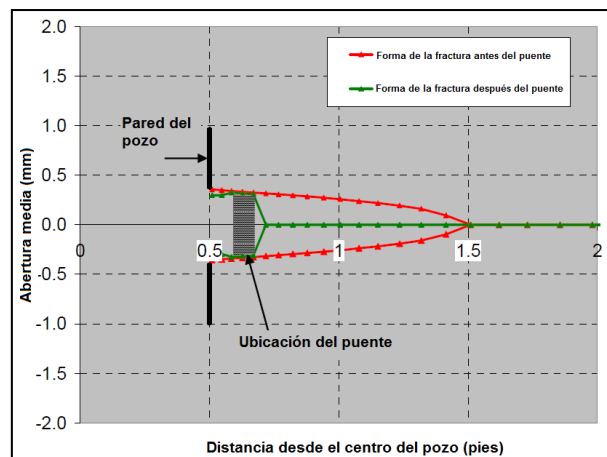 2.0
1.5
1.0
0.5
0.0
-0.5
-1.0
-1.5
-2.0
Abertura media (mm)
Forma de la fractura antes del puente
Forma de la fractura después del puente
Pared del
pozo
0
0.5
1
1.5
2
Ubicación del puente
Distancia desde el centro del pozo (pies)